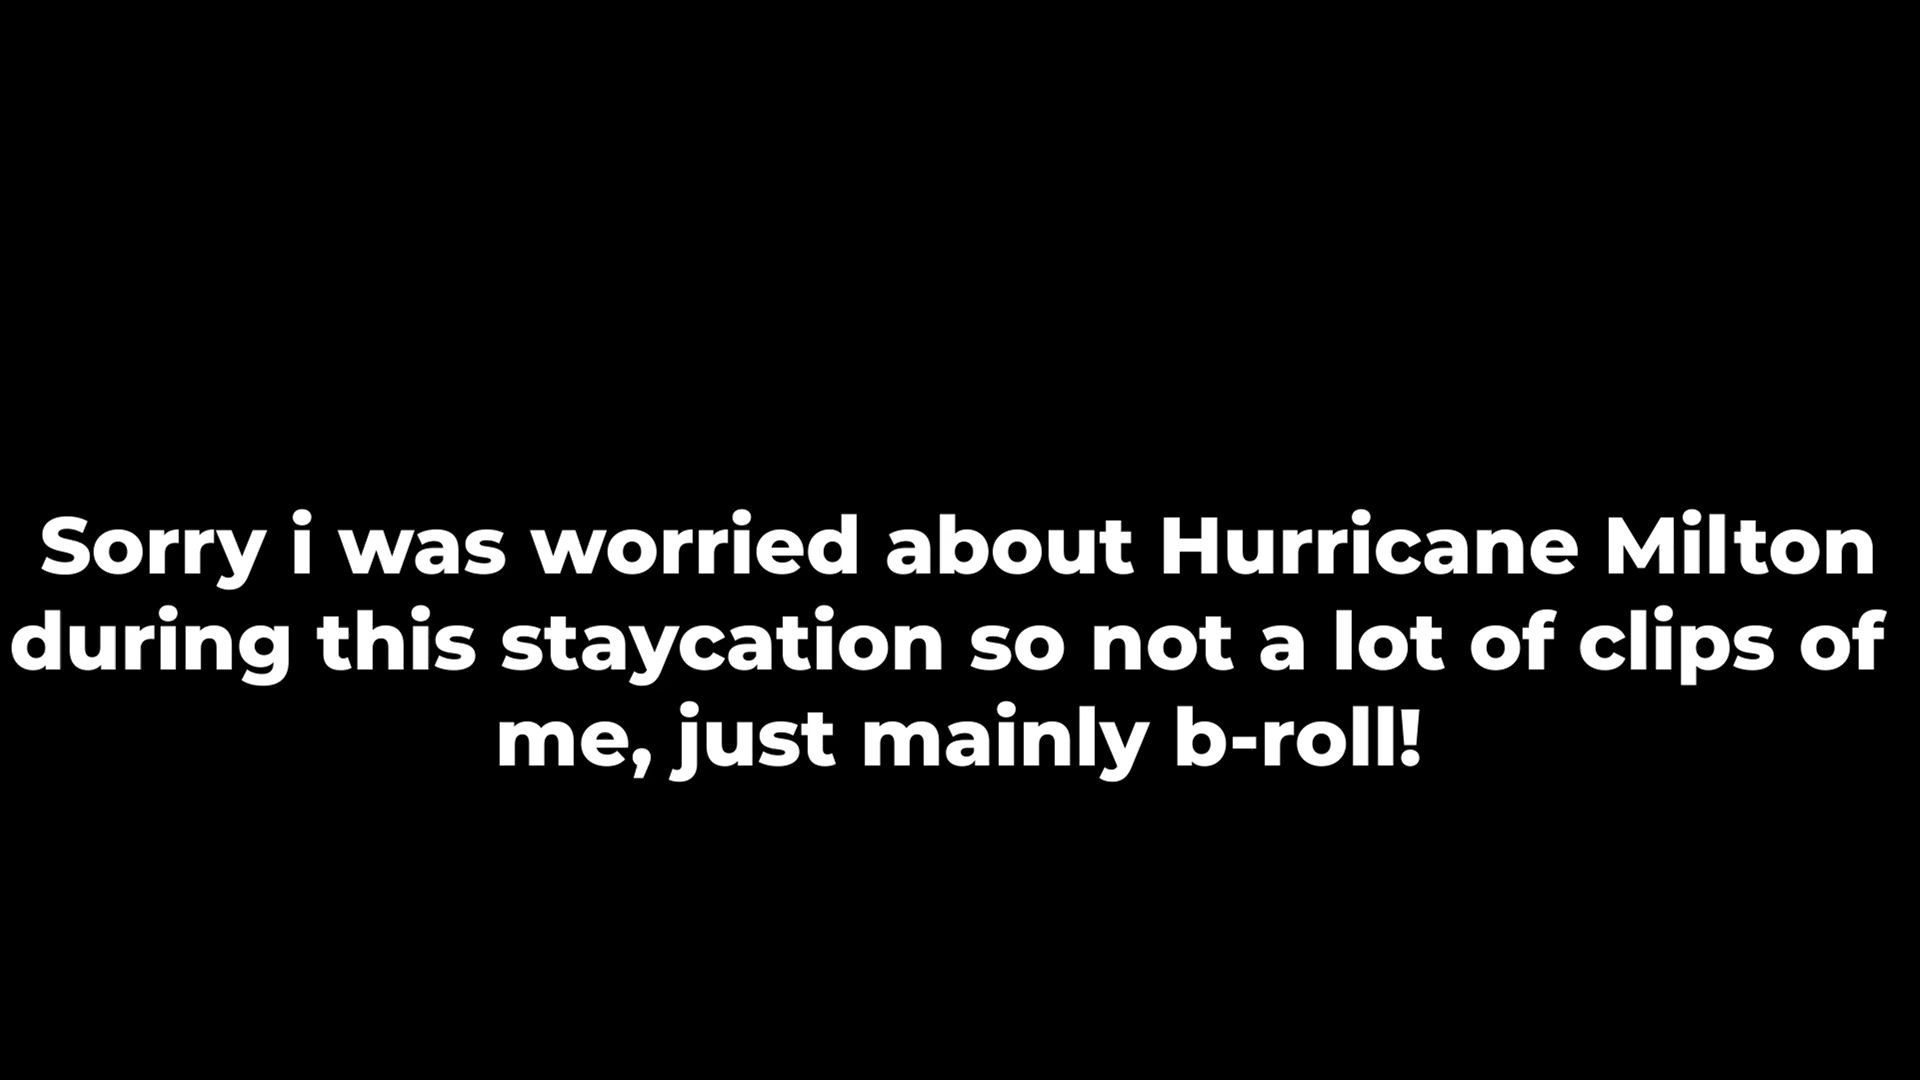 Sorry i was worried about Hurricane Milton
during this staycation so not a lot of clips of
me, just mainly b-roll!